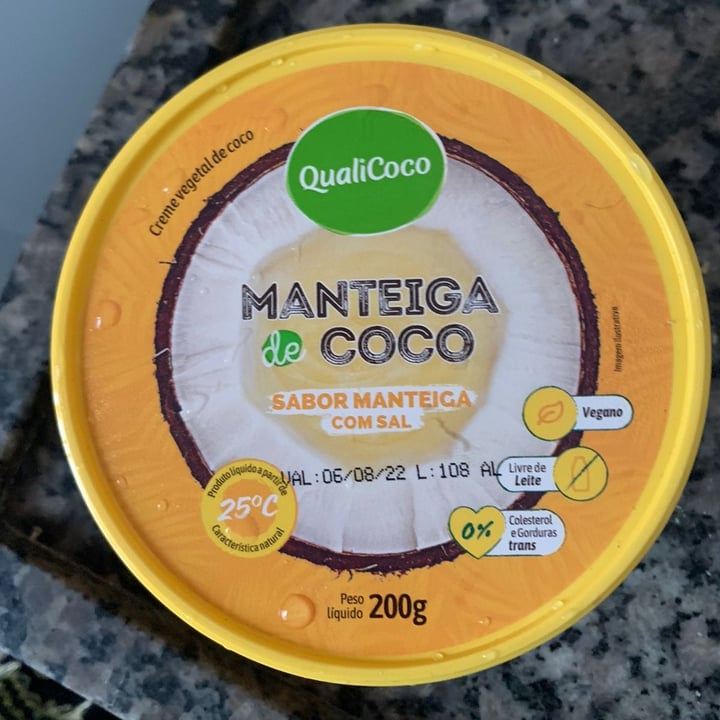 Creme vegetal de coco
QualiCoco
MANTEIGA
de COCO
SABOR MANTEIGA
COM SAL
Imagem ilustrativa
Vegano
VAL:06/08/22 L:108 AL
Livre de
Leite
Produto líquido a partir de
25°C
Característica natural
0%
Colesterol
e Gorduras
trans
Peso
líquido 200g